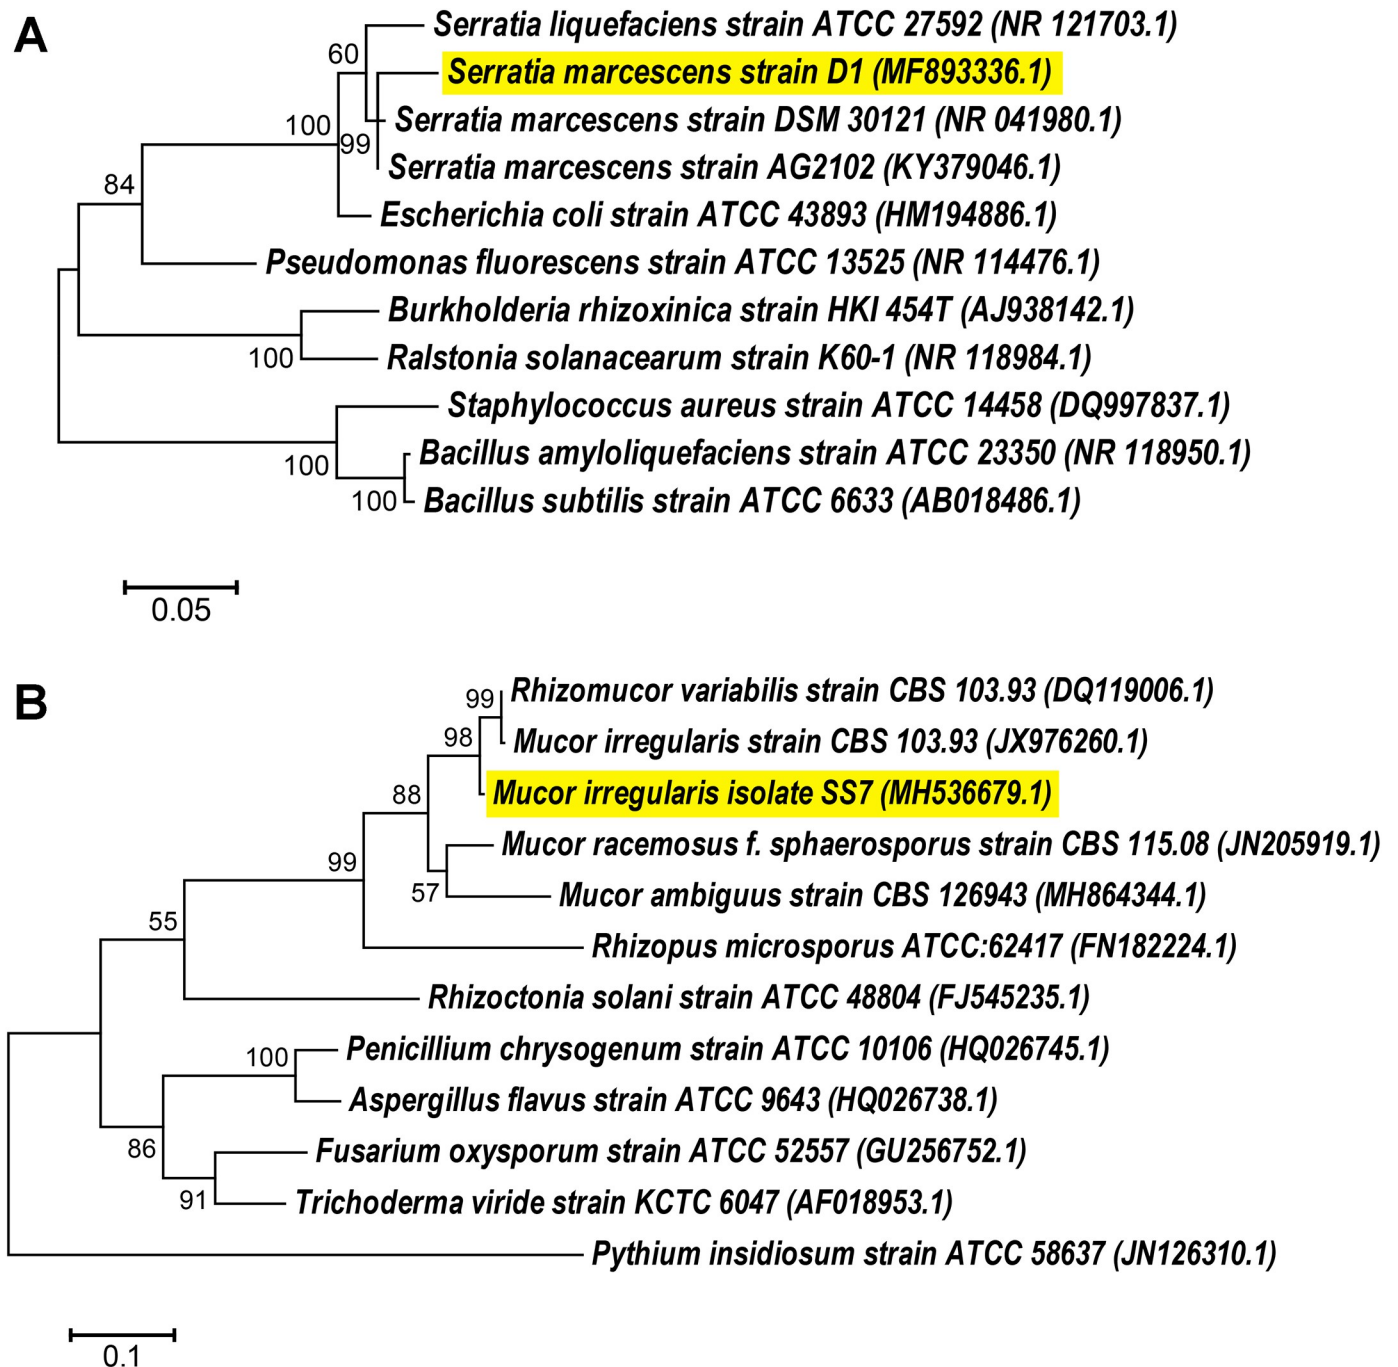 A
Serratia liquefaciens strain ATCC 27592 (NR 121703.1)
60
Serratia marcescens strain D1 (MF893336.1)
100
Serratia marcescens strain DSM 30121 (NR 041980.1)
99
Serratia marcescens strain AG2102 (KY379046.1)
84
Escherichia coli strain ATCC 43893 (HM194886.1)
Pseudomonas fluorescens strain ATCC 13525 (NR 114476.1)
Burkholderia rhizoxinica strain HKI 454T (AJ938142.1)
100
Ralstonia solanacearum strain K60-1 (NR 118984.1)
Staphylococcus aureus strain ATCC 14458 (DQ997837.1)
Bacillus amyloliquefaciens strain ATCC 23350 (NR 118950.1)
100
100
Bacillus subtilis strain ATCC 6633 (AB018486.1)
0.05
B
99
Rhizomucor variabilis strain CBS 103.93 (DQ119006.1)
98
Mucor irregularis strain CBS 103.93 (JX976260.1)
88
Mucor irregularis isolate SS7 (MH536679.1)
Mucor racemosus f. sphaerosporus strain CBS 115.08 (JN205919.1)
99
57
Mucor ambiguus strain CBS 126943 (MH864344.1)
55
Rhizopus microsporus ATCC:62417 (FN182224.1)
Rhizoctonia solani strain ATCC 48804 (FJ545235.1)
100
Penicillium chrysogenum strain ATCC 10106 (HQ026745.1)
Aspergillus flavus strain ATCC 9643 (HQ026738.1)
86
Fusarium oxysporum strain ATCC 52557 (GU256752.1)
91
Trichoderma viride strain KCTC 6047 (AF018953.1)
Pythium insidiosum strain ATCC 58637 (JN126310.1)
0.1